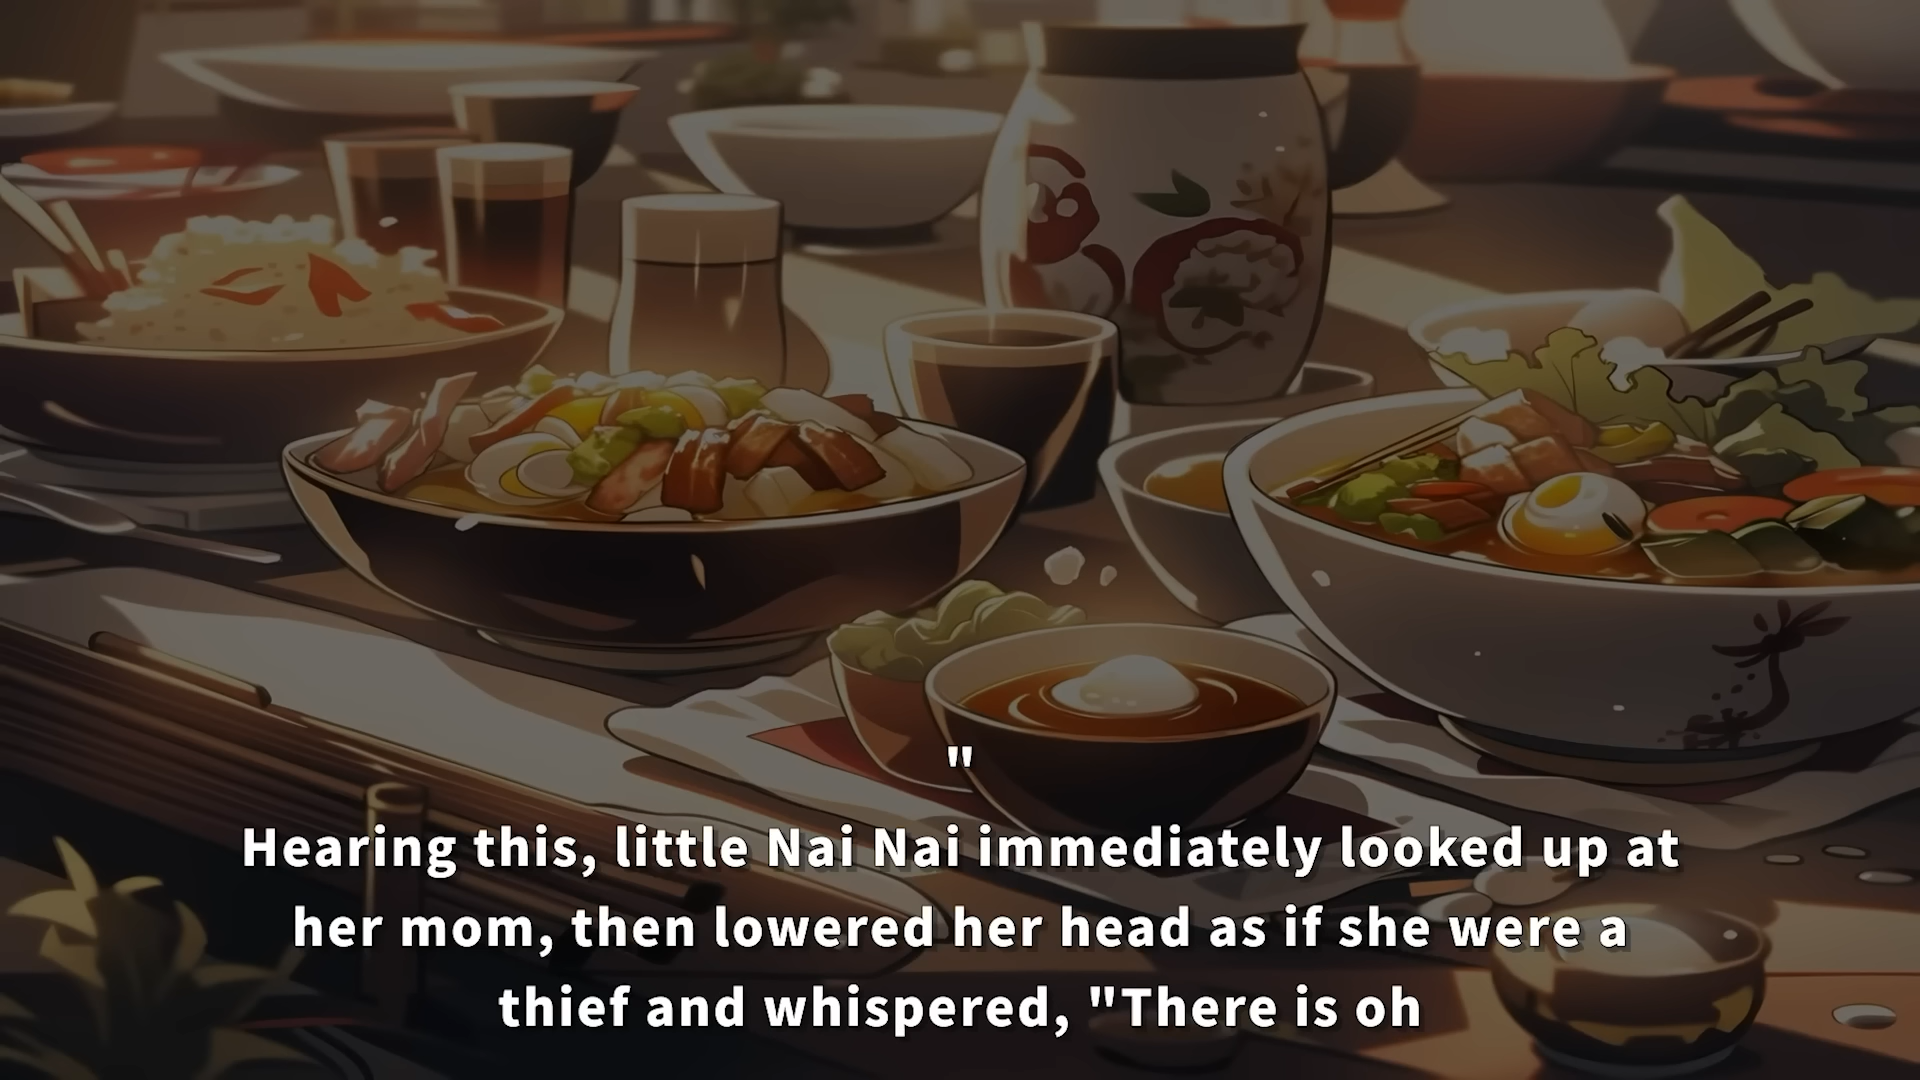 "
Hearing this, little Nai Nai immediately looked up at
her mom, then lowered her head as if she were a
thief and whispered, "There is oh